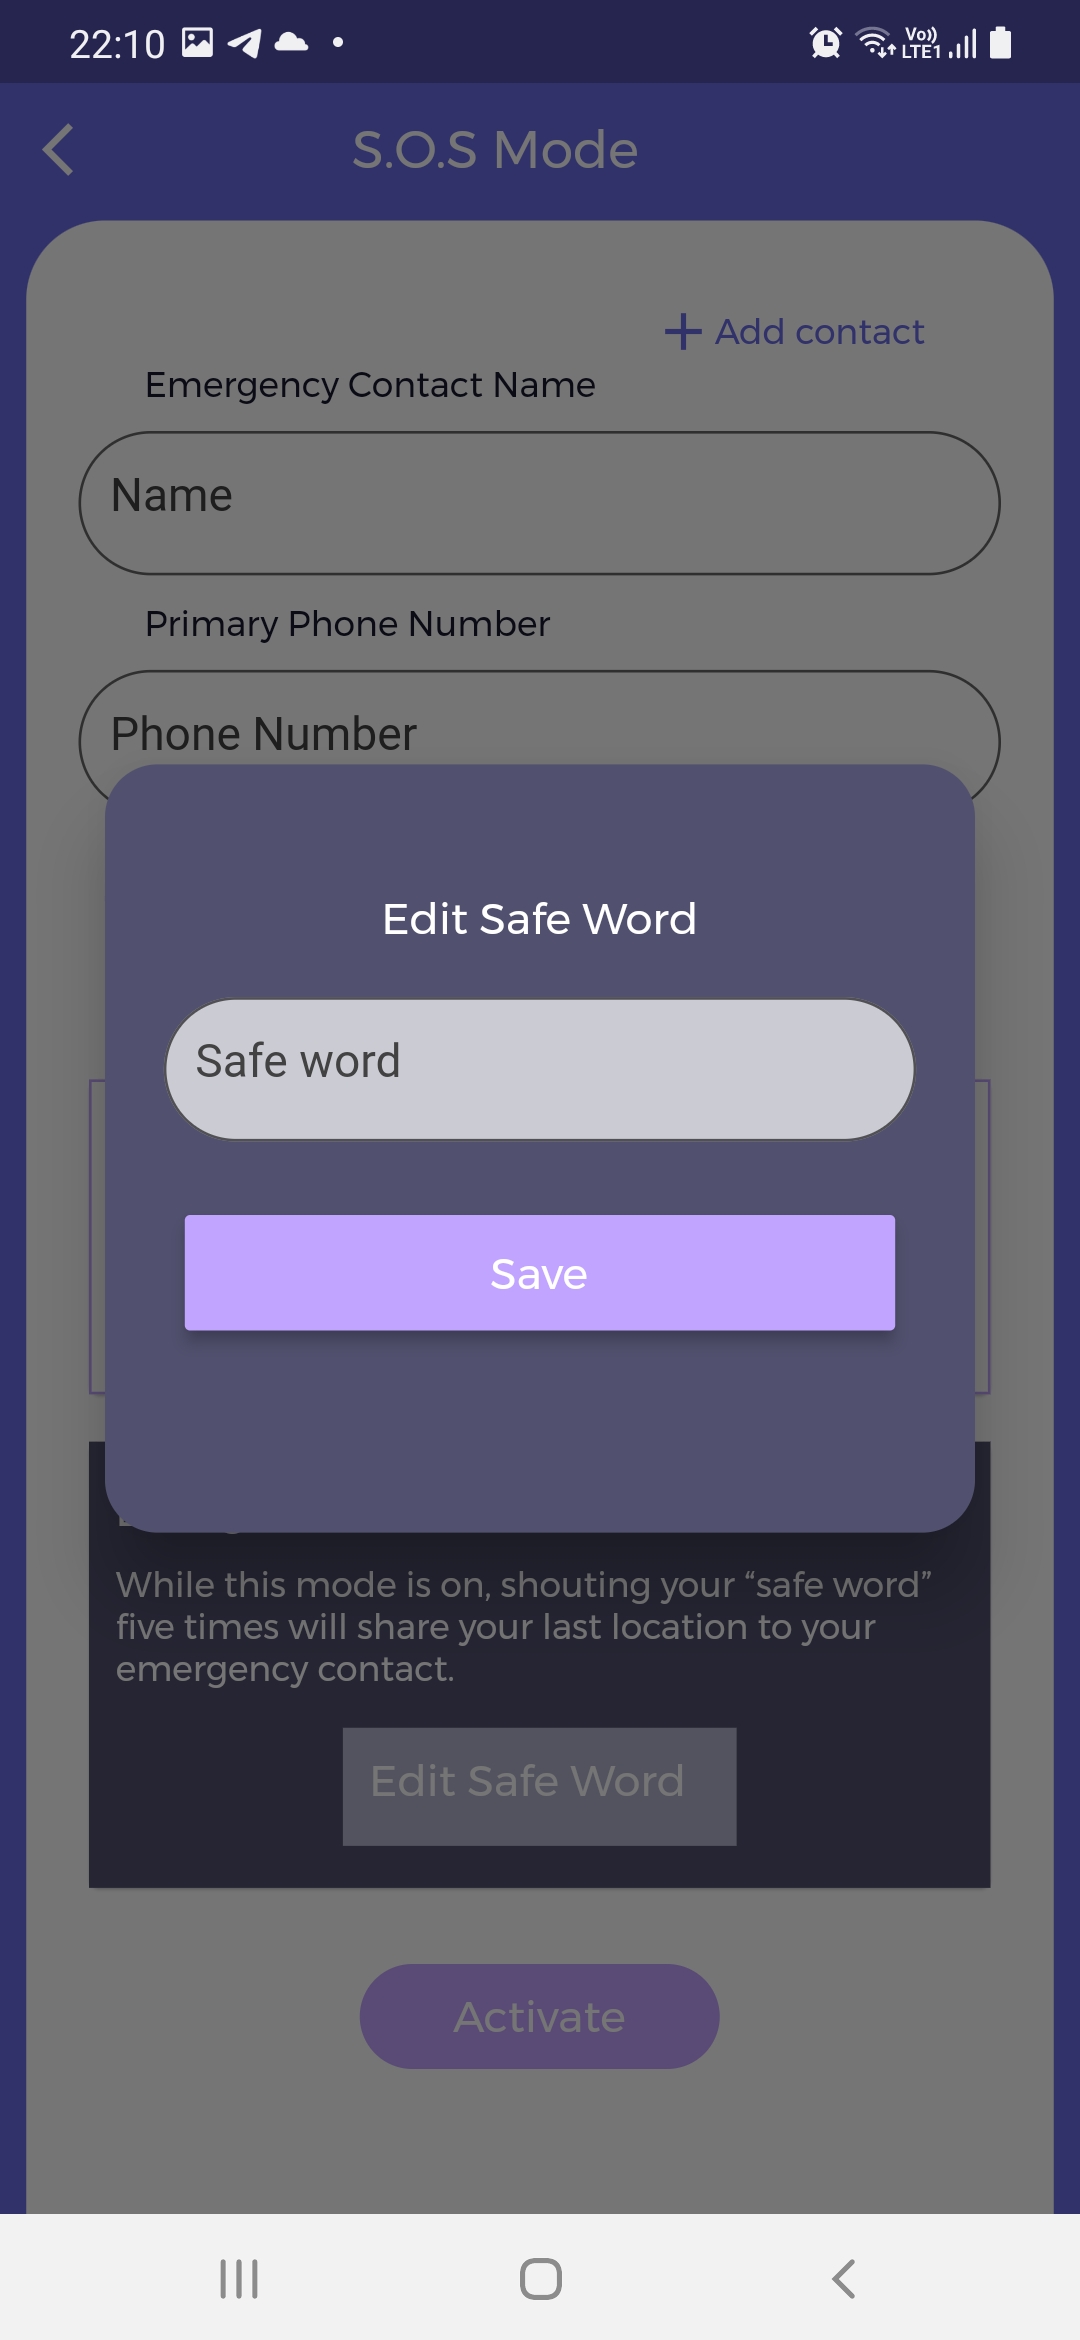 22:10
Vo))
LTE1
S.O.S Mode
Add contact
Emergency Contact Name
Name
Primary Phone Number
Phone Number
Edit Safe Word
Safe word
Save
While this mode is on, shouting your “safe word”
five times will share your last location to your
emergency contact.
Edit Safe Word
Activate